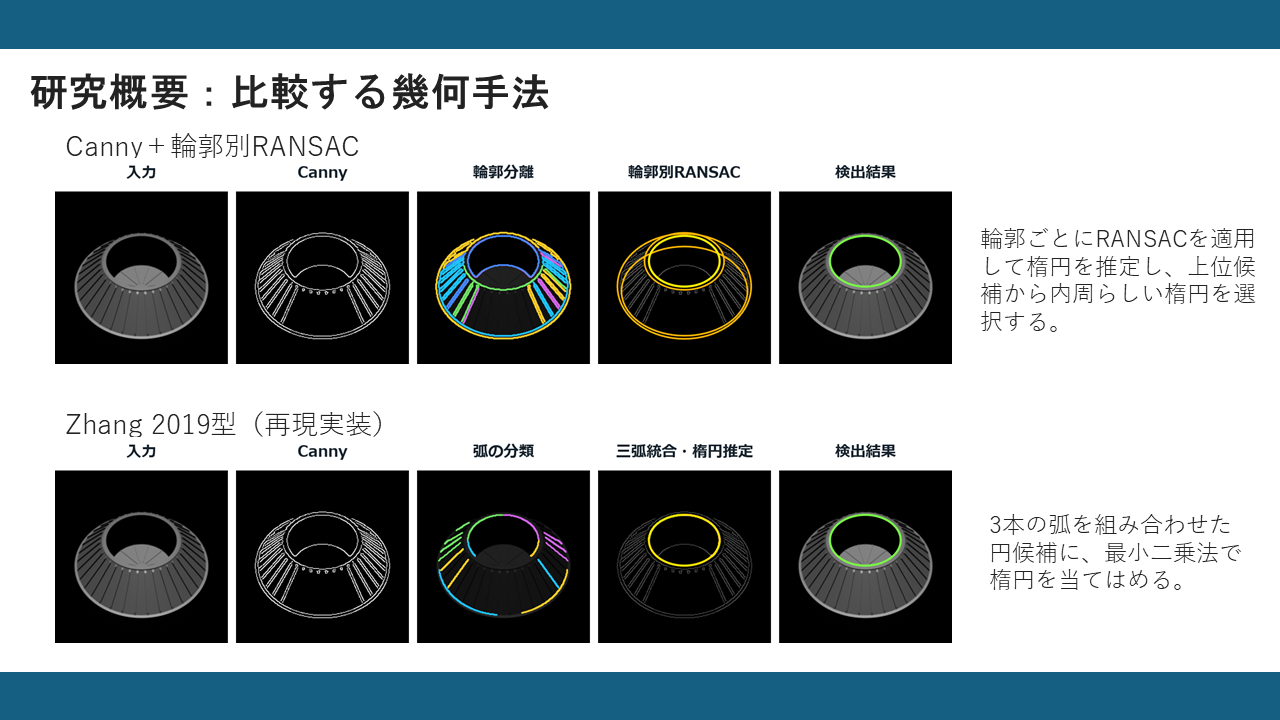 研究概要：比較する幾何手法
Canny＋輪郭別RANSAC
入力 Canny 輪郭分離 輪郭別RANSAC 検出結果
輪郭ごとにRANSACを適用
して楕円を推定し、上位候
補から内周らしい楕円を選
択する。
Zhang 2019型（再現実装）
入力 Canny 弧の分類 三弧統合・楕円推定 検出結果
3本の弧を組み合わせた
円候補に、最小二乗法で
楕円を当てはめる。